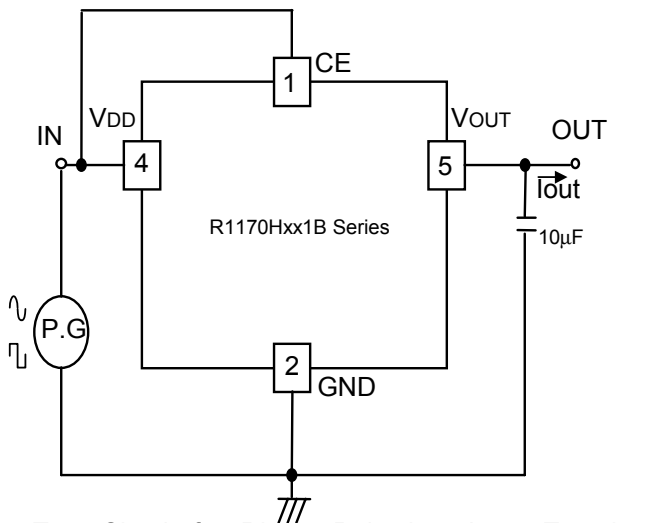 CE
1
VDD
VOUT
IN
OUT
4
5
Iout
R1170Hxx1B Series
10µF
P.G
2
GND